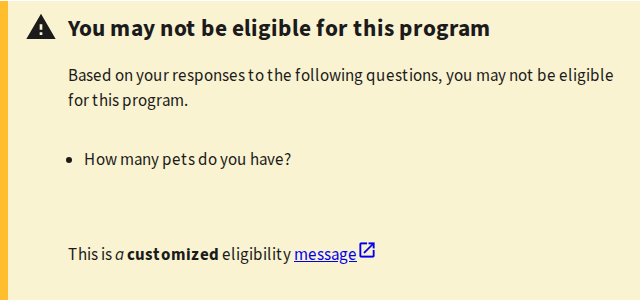 You may not be eligible for this program
Based on your responses to the following questions, you may not be eligible
for this program.
How many pets do you have?
This is a customized eligibility message